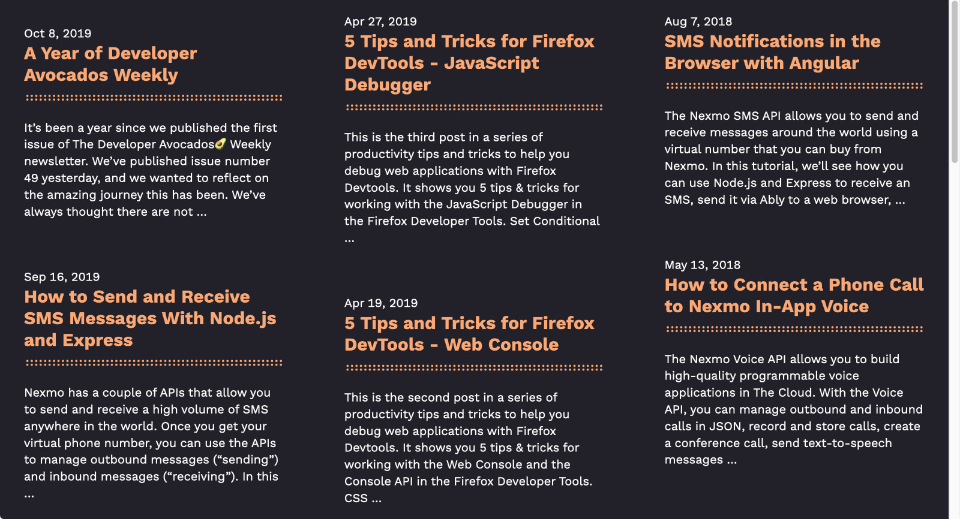 Oct 8, 2019
A Year of Developer
Avocados Weekly
It’s been a year since we published the first
issue of The Developer Avocados🥑 Weekly
newsletter. We’ve published issue number
49 yesterday, and we wanted to reflect on
the amazing journey this has been. We’ve
always thought there are not ...
Sep 16, 2019
How to Send and Receive
SMS Messages With Node.js
and Express
Nexmo has a couple of APIs that allow you
to send and receive a high volume of SMS
anywhere in the world. Once you get your
virtual phone number, you can use the APIs
to manage outbound messages (“sending”)
and inbound messages (“receiving”). In this
...
Apr 27, 2019
5 Tips and Tricks for Firefox
DevTools - JavaScript
Debugger
This is the third post in a series of
productivity tips and tricks to help you
debug web applications with Firefox
Devtools. It shows you 5 tips & tricks for
working with the JavaScript Debugger in
the Firefox Developer Tools. Set Conditional
...
Apr 19, 2019
5 Tips and Tricks for Firefox
DevTools - Web Console
This is the second post in a series of
productivity tips and tricks to help you
debug web applications with Firefox
Devtools. It shows you 5 tips & tricks for
working with the Web Console and the
Console API in the Firefox Developer Tools.
CSS ...
Aug 7, 2018
SMS Notifications in the
Browser with Angular
The Nexmo SMS API allows you to send and
receive messages around the world using a
virtual number that you can buy from
Nexmo. In this tutorial, we’ll see how you
can use Node.js and Express to receive an
SMS, send it via Ably to a web browser, ...
May 13, 2018
How to Connect a Phone Call
to Nexmo In-App Voice
The Nexmo Voice API allows you to build
high-quality programmable voice
applications in The Cloud. With the Voice
API, you can manage outbound and inbound
calls in JSON, record and store calls, create
a conference call, send text-to-speech
messages ...